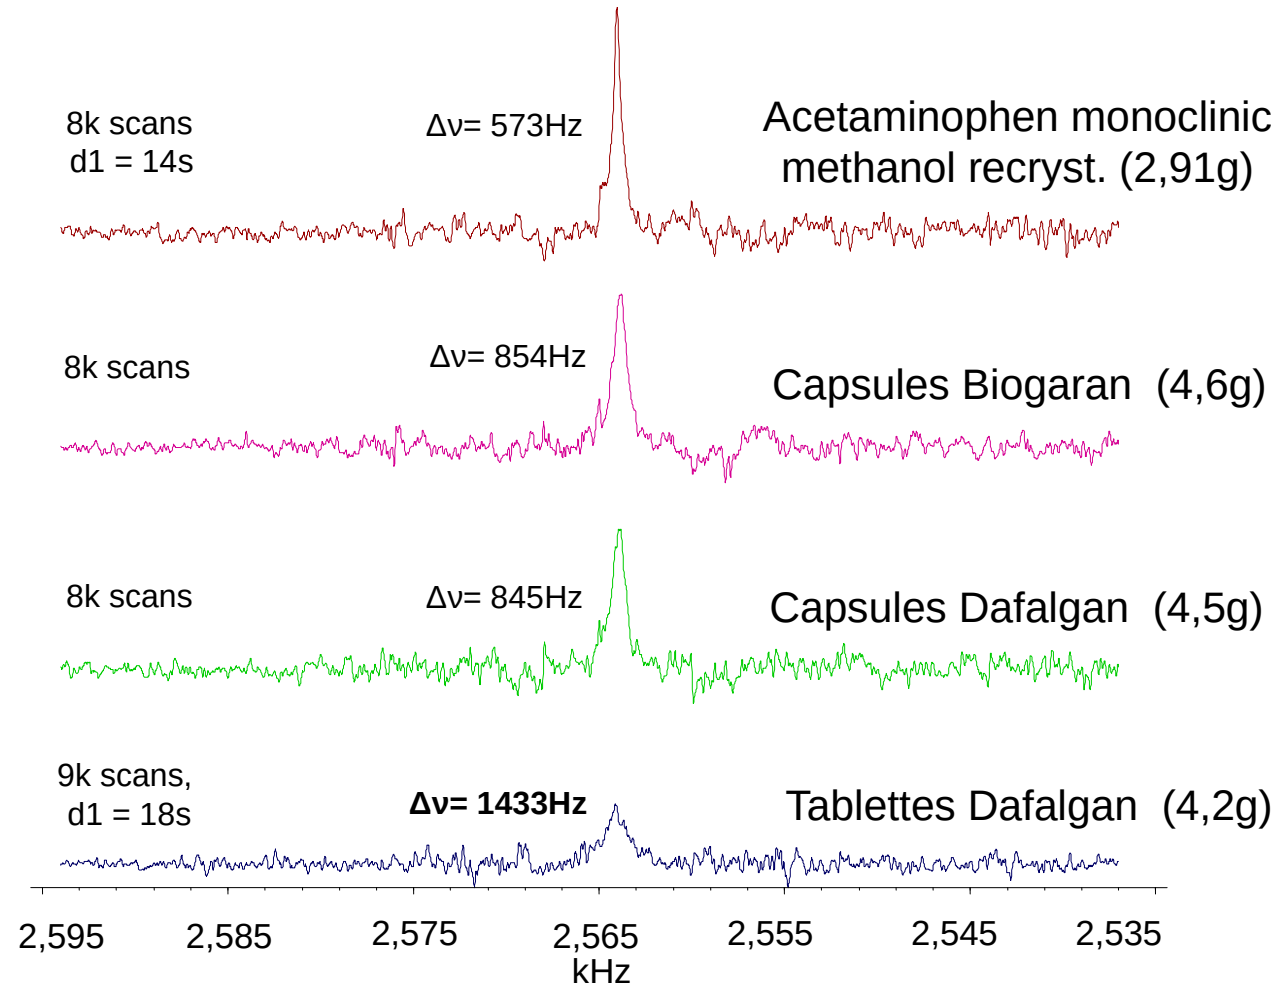 8k scans
d1 = 14s
Δν= 573Hz
Acetaminophen monoclinic
methanol recryst. (2,91g)
8k scans
Δν= 854Hz
Capsules Biogaran (4,6g)
8k scans
Δν= 845Hz
Capsules Dafalgan (4,5g)
9k scans,
d1 = 18s
Δν= 1433Hz
Tablettes Dafalgan (4,2g)
2,595 2,585 2,575 2,565 2,555 2,545 2,535
kHz